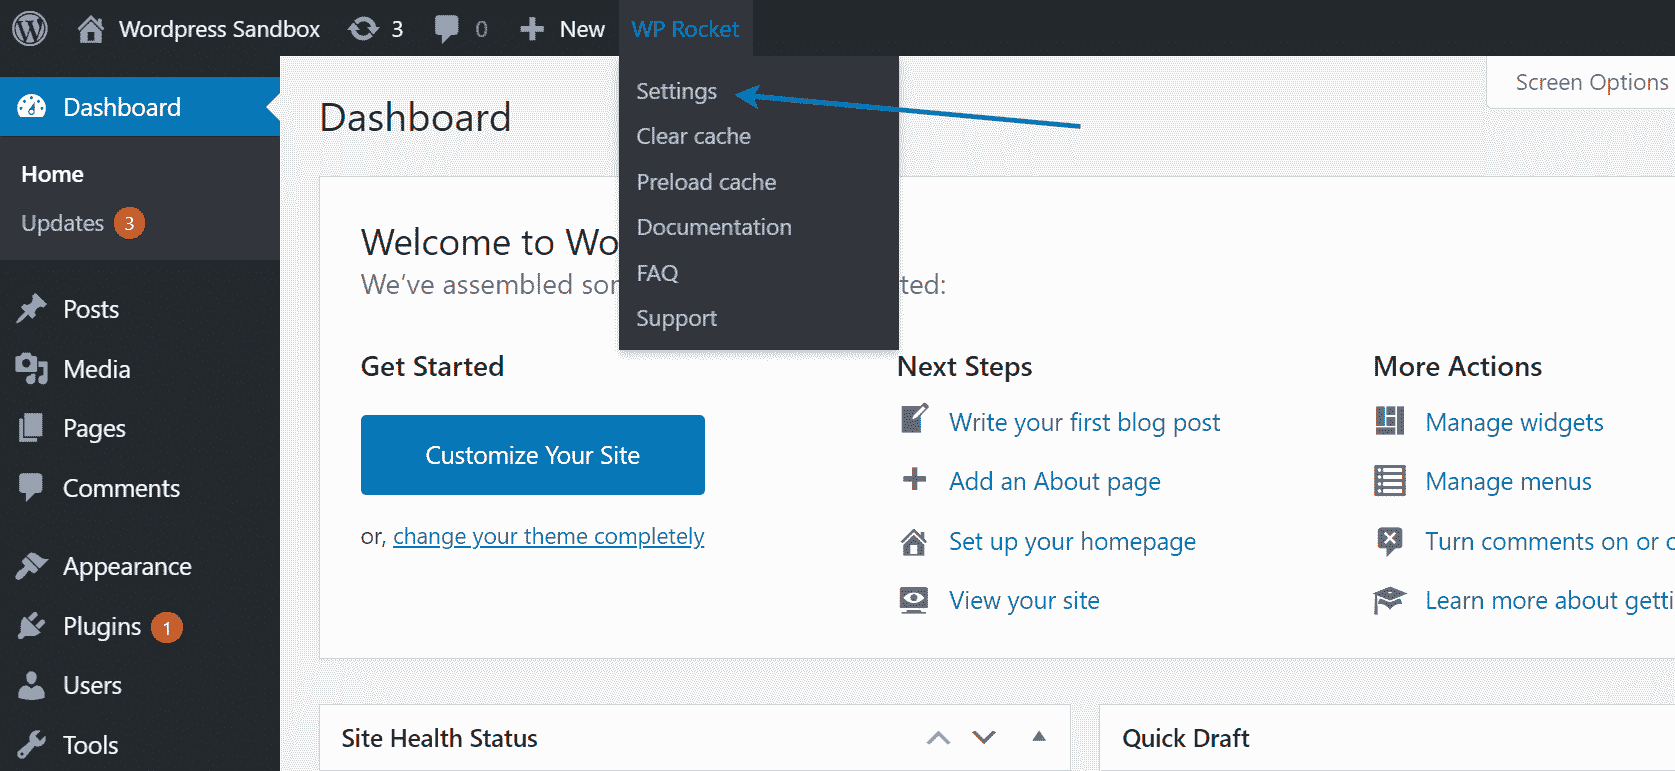 Wordpress Sandbox 3 0 New WP Rocket
Screen Options
Settings
Clear cache
Preload cache
Documentation
FAQ
Support
Dashboard
Home
Updates 3
Posts
Media
Pages
Comments
Appearance
Plugins 1
Users
Tools
Dashboard
Welcome to Wo
We’ve assembled sor ted:
Get Started
Customize Your Site
or, change your theme completely
Next Steps
Write your first blog post
Add an About page
Set up your homepage
View your site
More Actions
Manage widgets
Manage menus
Turn comments on or
Learn more about getti
Site Health Status
Quick Draft